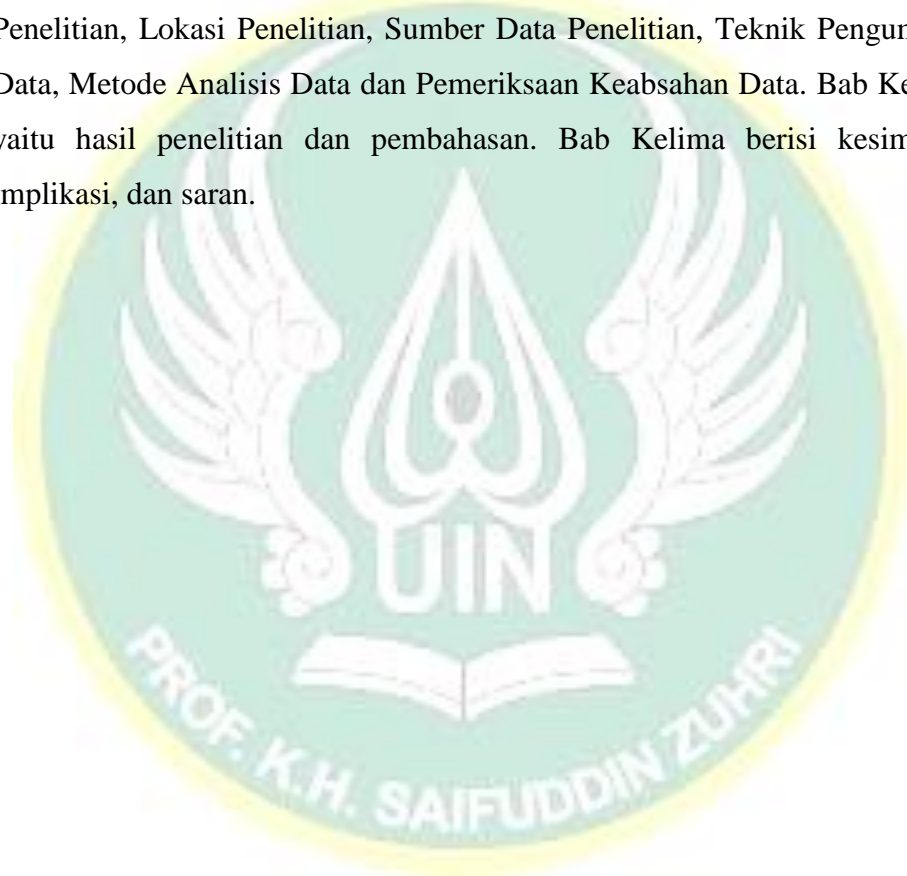 Penelitian, Lokasi Penelitian, Sumber Data Penelitian, Teknik
Data, Metode Analisis Data dan Pemeriksaan Keabsahan Data. Bab
yaitu hasil penelitian dan pembahasan. Bab Kelima berisi
implikasi, dan saran.
UIN
PROF. K.H. SAIFUDDIN ZUHRI